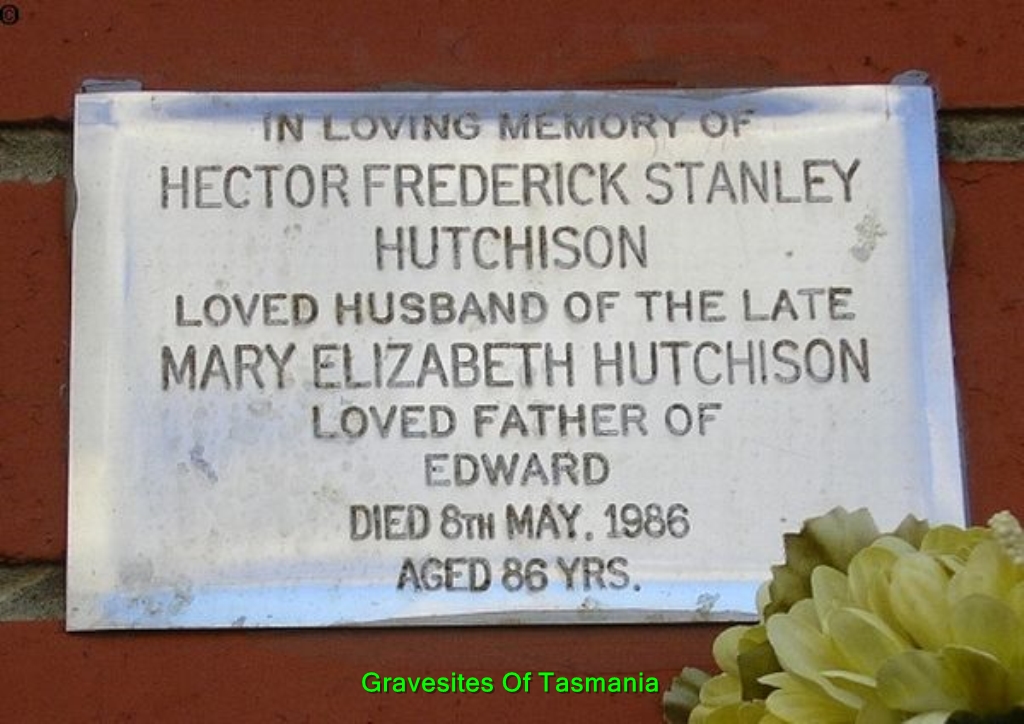 ©
IN LOVING MEMORY OF
HECTOR FREDERICK STANLEY
HUTCHISON
LOVED HUSBAND OF THE LATE
MARY ELIZABETH HUTCHISON
LOVED FATHER OF
EDWARD
DIED 8TH MAY, 1986
AGED 86 YRS.
Gravesites Of Tasmania